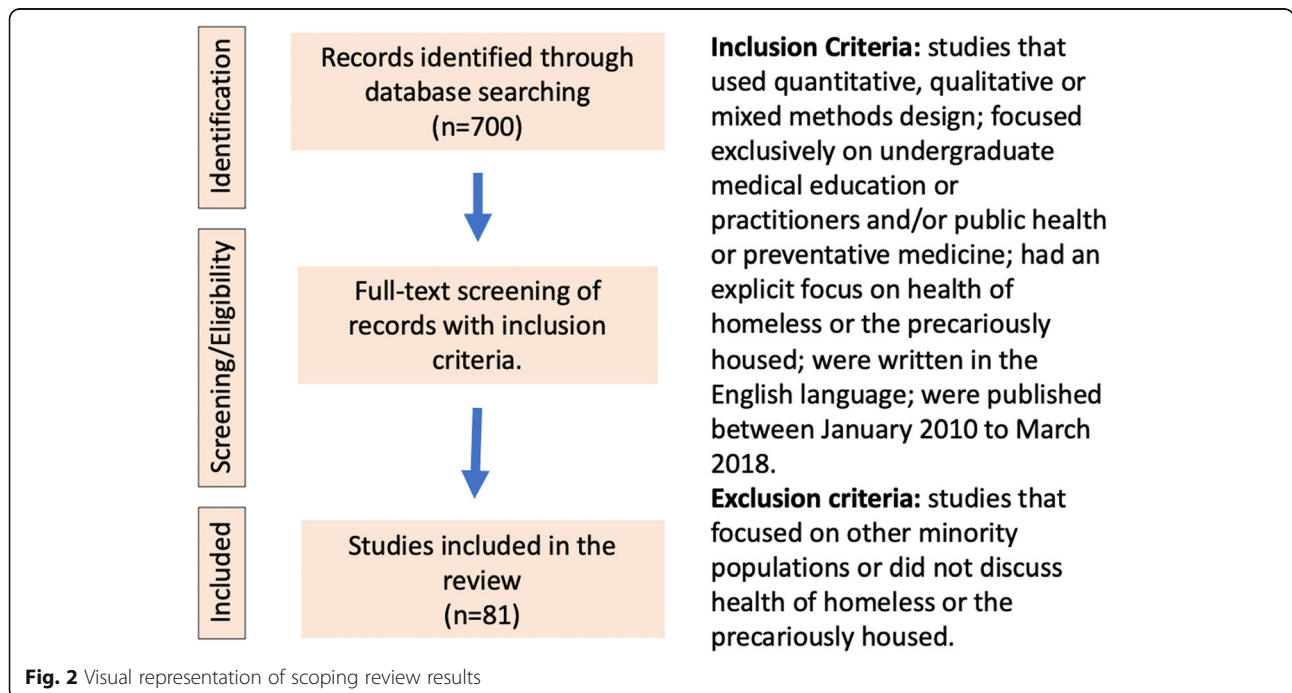 Identification
Records identified through
database searching
(n=700)
Screening/Eligibility
Full-text screening of
records with inclusion
criteria.
Included
Studies included in the
review
(n=81)
Inclusion Criteria: studies that
used quantitative, qualitative or
mixed methods design; focused
exclusively on undergraduate
medical education or
practitioners and/or public health
or preventative medicine; had an
explicit focus on health of
homeless or the precariously
housed; were written in the
English language; were published
between January 2010 to March
2018.
Exclusion criteria: studies that
focused on other minority
populations or did not discuss
health of homeless or the
precariously housed.
Fig. 2 Visual representation of scoping review results